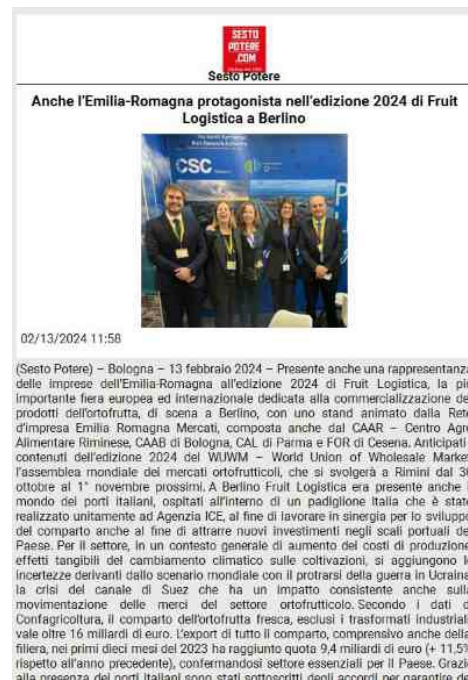 SESTO
POTERE
.COM
Sesto Potere
Anche l'Emilia-Romagna protagonista nell'edizione 2024 di Fruit
Logistica a Berlino
CSC
02/13/2024 11:58
(Sesto Potere) – Bologna – 13 febbraio 2024 – Presente anche una rappresentanza
delle imprese dell'Emilia-Romagna all'edizione 2024 di Fruit Logistica, la pi
importante fiera europea ed internazionale dedicata alla commercializzazione de
prodotti dell'ortofrutta, di scena a Berlino, con uno stand animato dalla Rete
d'impresa Emilia Romagna Mercati, composta anche dal CAAR – Centro Agro
Alimentare Riminese, CAAB di Bologna, CAL di Parma e FOR di Cesena. Anticipati
contenuti dell'edizione 2024 del WUWM – World Union of Wholesale Market
l'assemblea mondiale dei mercati ortofrutticoli, che si svolgerà a Rimini dal 30
ottobre al 1° novembre prossimi. A Berlino Fruit Logistica era presente anche
mondo dei porti italiani, ospitati all'interno di un padiglione Italia che è stato
realizzato unitamente ad Agenzia ICE, al fine di lavorare in sinergia per lo sviluppo
del comparto anche al fine di attrarre nuovi investimenti negli scali portuali del
Paese. Per il settore, in un contesto generale di aumento dei costi di produzione
effetti tangibili del cambiamento climatico sulle coltivazioni, si aggiungono le
incertezze derivanti dallo scenario mondiale con il protrarsi della guerra in Ucraina
la crisi del canale di Suez che ha un impatto consistente anche sulla
movimentazione delle merci del settore ortofrutticolo. Secondo i dati d
Confagricoltura, il comparto dell'ortofrutta fresca, esclusi i trasformati industriali
vale oltre 16 miliardi di euro. L'export di tutto il comparto, comprensivo anche della
filiera, nei primi dieci mesi del 2023 ha raggiunto quota 9,4 miliardi di euro (+ 11,5%
rispetto all'anno precedente), confermandosi settore essenziali per il Paese. Grazie
alla presenza dei porti italiani sono stati sottoscritti degli accordi per garantire de